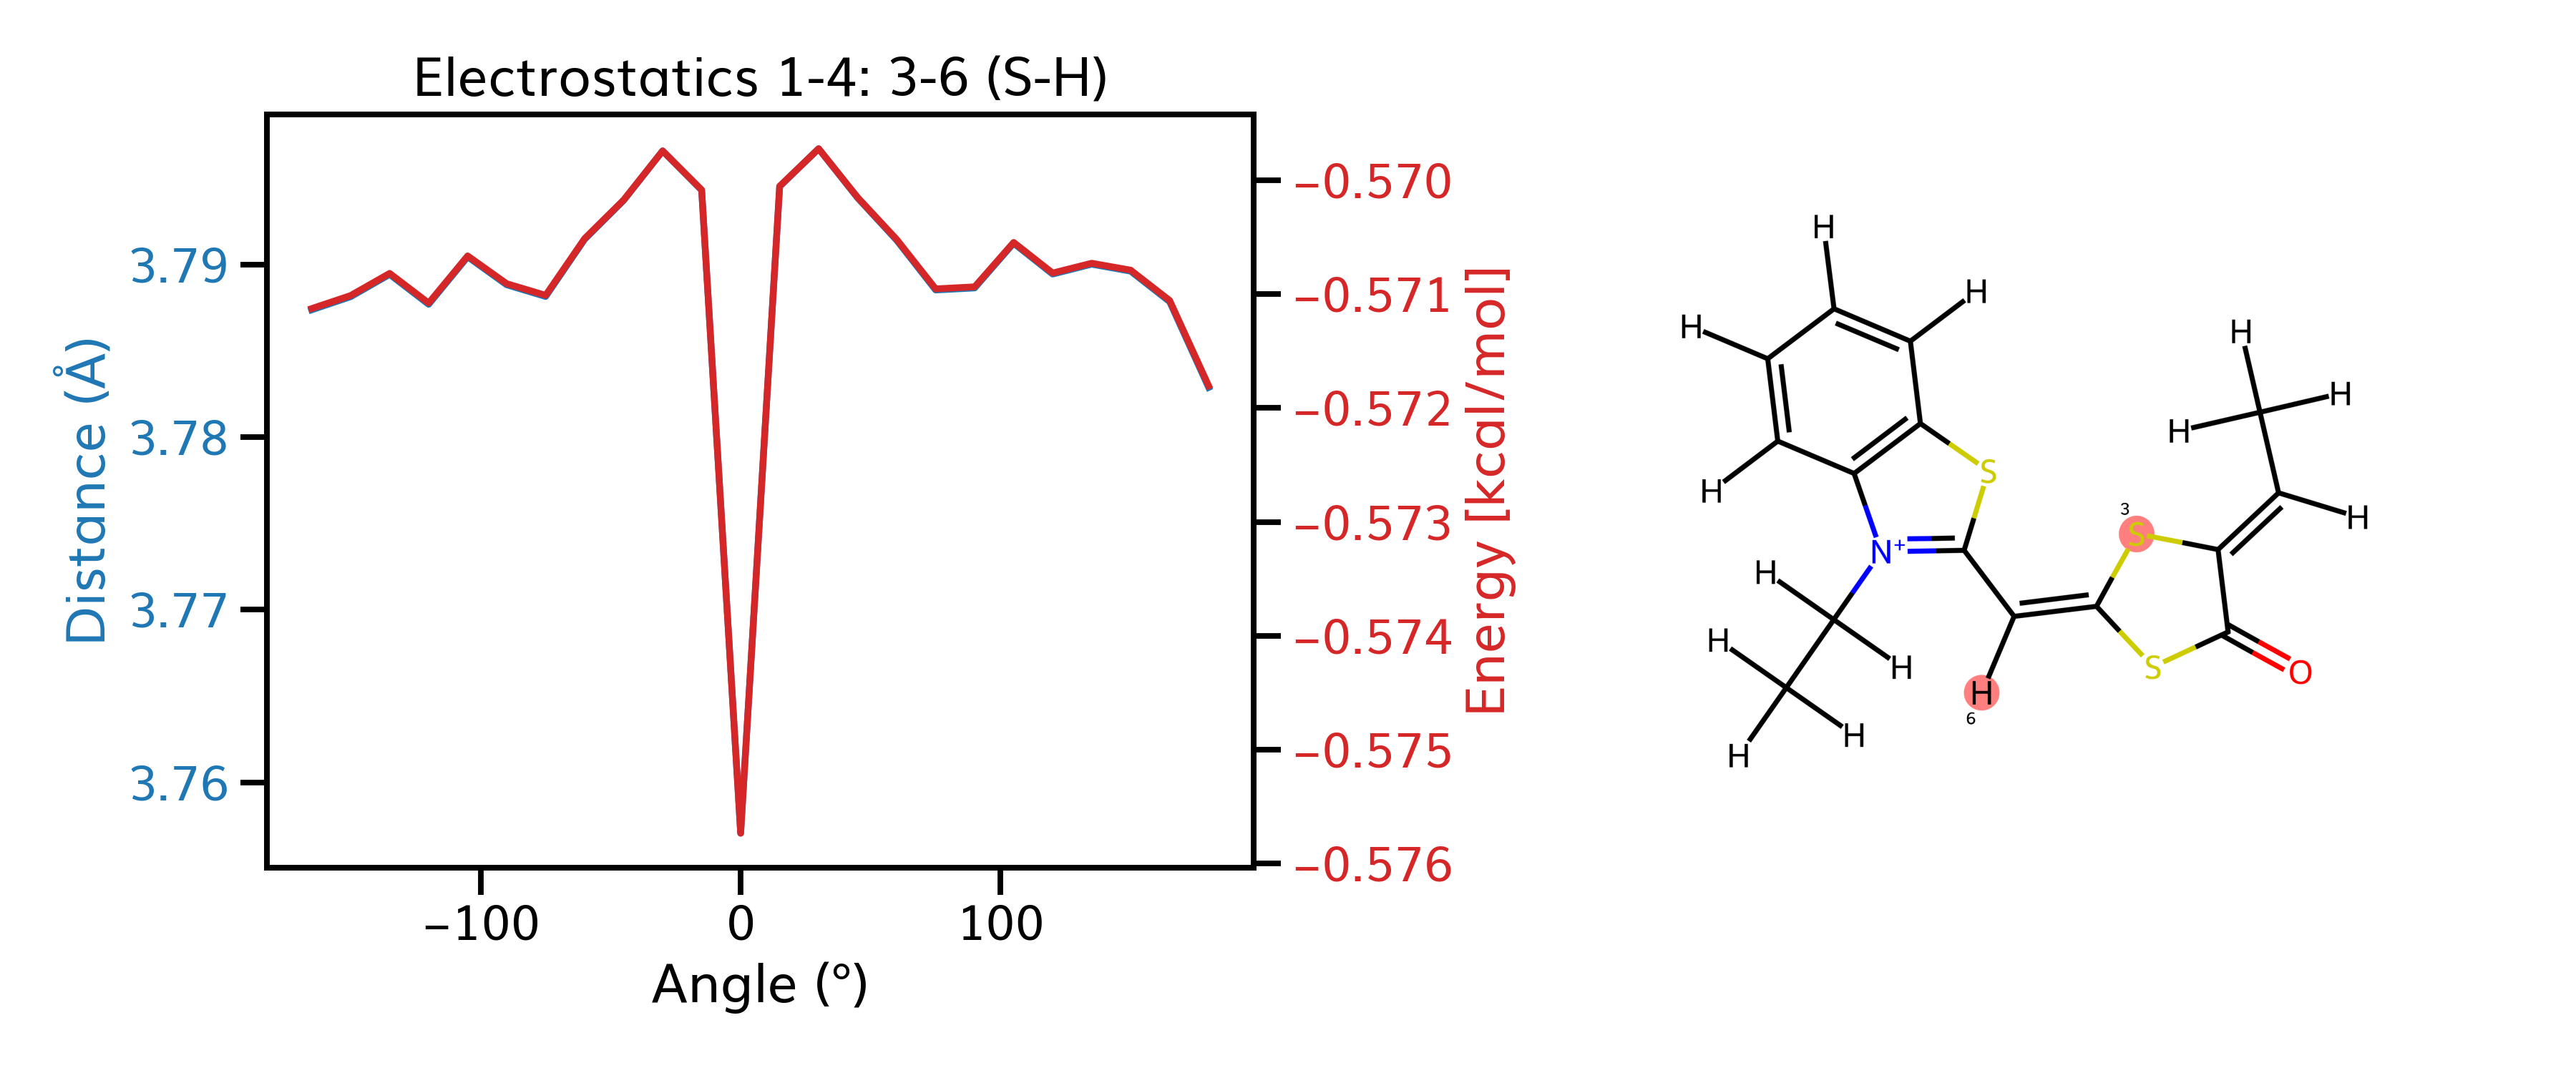 Electrostatics 1-4: 3-6 (S-H)
Distance (Å)
3.79
3.78
3.77
3.76
−100
0
100
Angle (°)
−0.570
−0.571
−0.572
−0.573
−0.574
−0.575
−0.576
Energy [kcal/mol]
H
H
H
H
H
H
H
S
H
3
S
H
N+
H
H
H
S
O
H
6
H
H